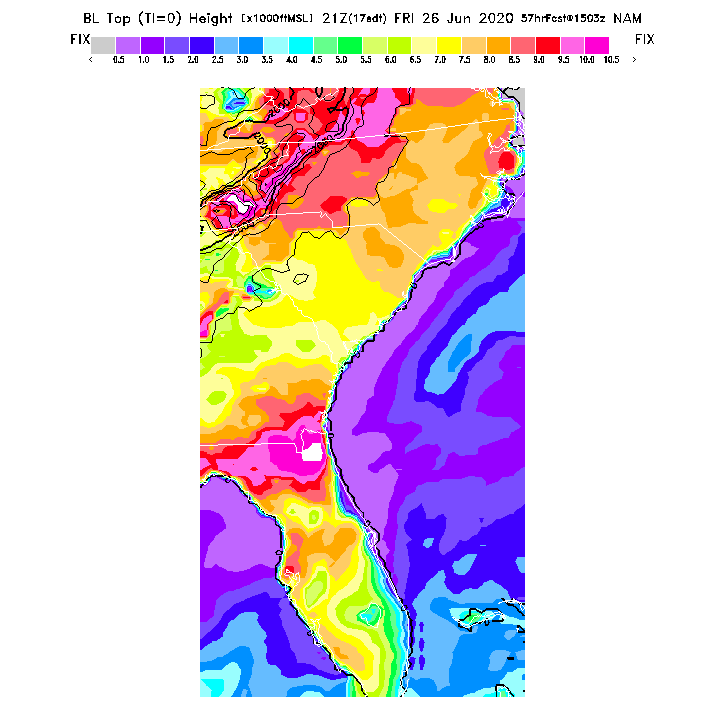 BL Top (TI=0) Height [x1000ftMSL] 21Z(17edt) FRI 26 Jun 2020 57hrFcst@1503z NAM
FIX FIX
< 0.5 1.0 1.5 2.0 2.5 3.0 3.5 4.0 4.5 5.0 5.5 6.0 6.5 7.0 7.5 8.0 8.5 9.0 9.5 10.0 10.5 >
2000